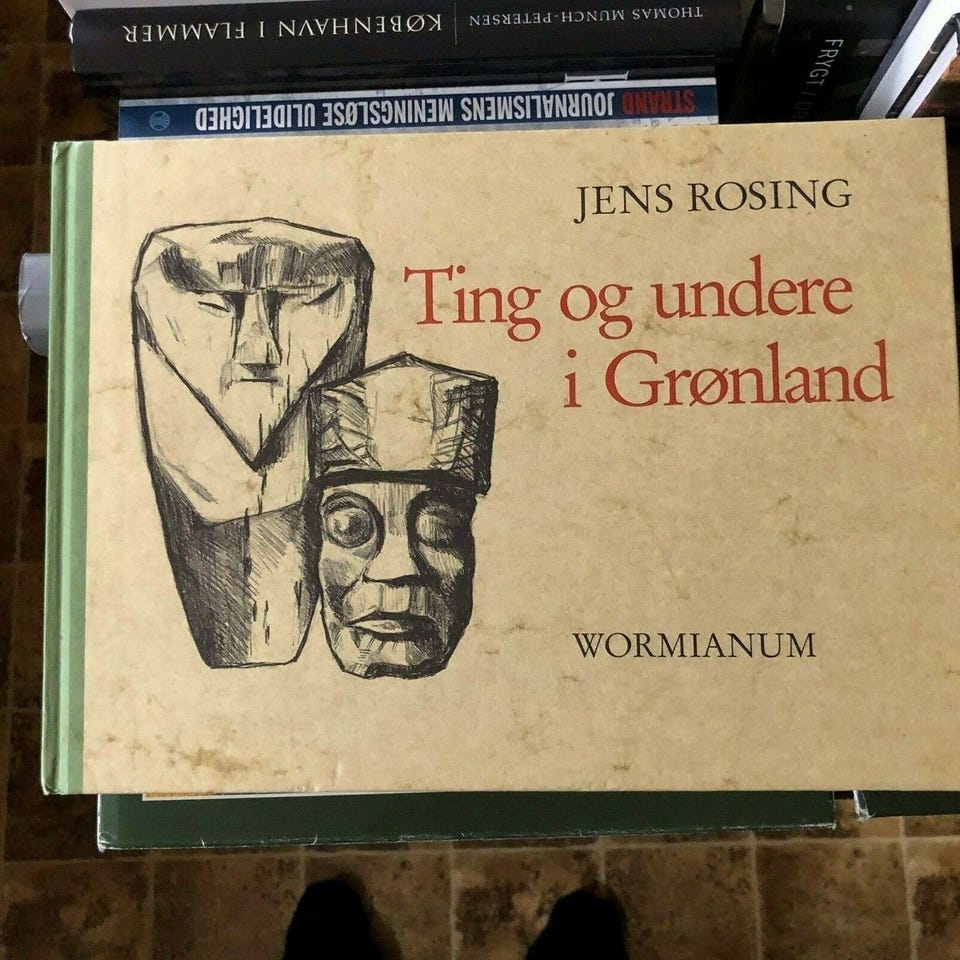 THOMAS MUNCH-PETERSEN KØBENHAVN I FLAMMER
STRAND JOURNALISMENS MENINGSLØSE ULIDELIGHED
FRYGT
JENS ROSING
Ting og undere
i Grønland
WORMIANUM